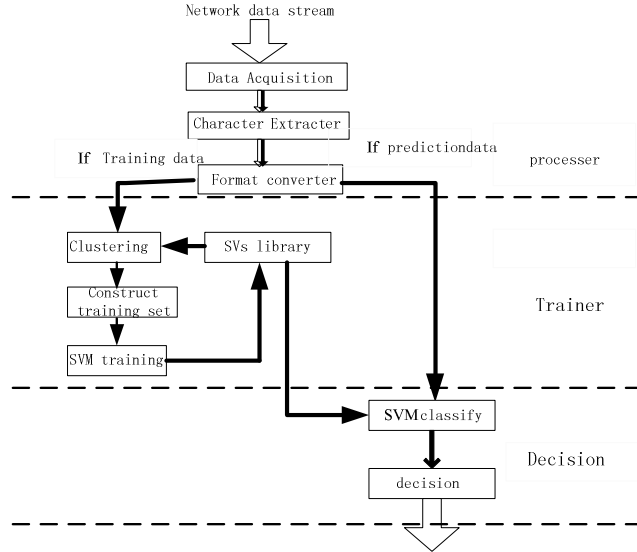 Network data stream
Data Acquisition
Character Extracter
If Training data
If predictiondata
processer
Format converter
Clustering
SVs library
Construct
training set
Trainer
SVM training
SVMclassify
Decision
decision